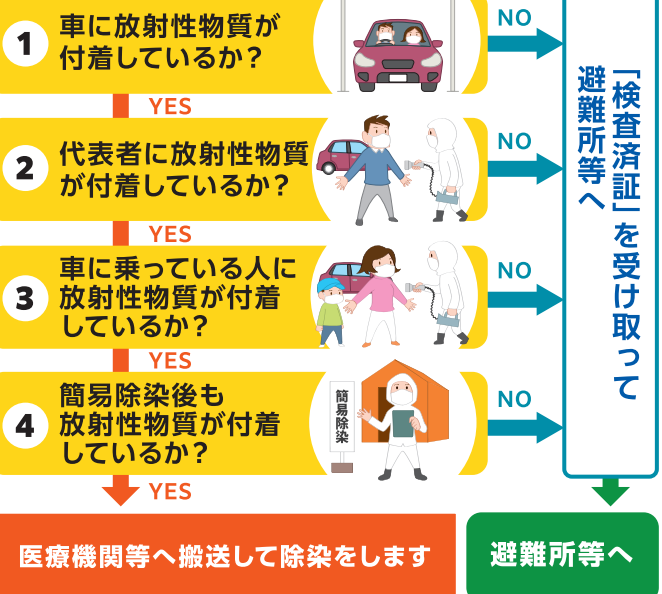 1
車に放射性物質が
付着しているか？
NO
YES
2
代表者に放射性物質
が付着しているか？
NO
YES
3
車に乗っている人に
放射性物質が付着
しているか？
NO
YES
4
簡易除染後も
放射性物質が付着
しているか？
簡易除染
NO
YES
「検査済証」を受け取って
避難所等へ
医療機関等へ搬送して除染をします
避難所等へ